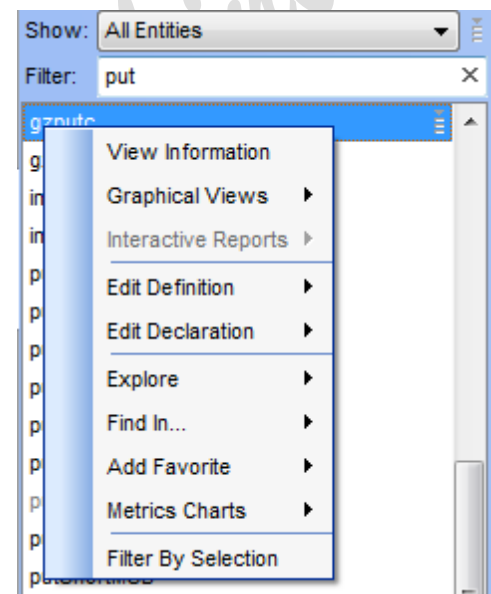 Show: All Entities
Filter: put
gzputc
View Information
Graphical Views
Interactive Reports
Edit Definition
Edit Declaration
Explore
Find In...
Add Favorite
Metrics Charts
Filter By Selection